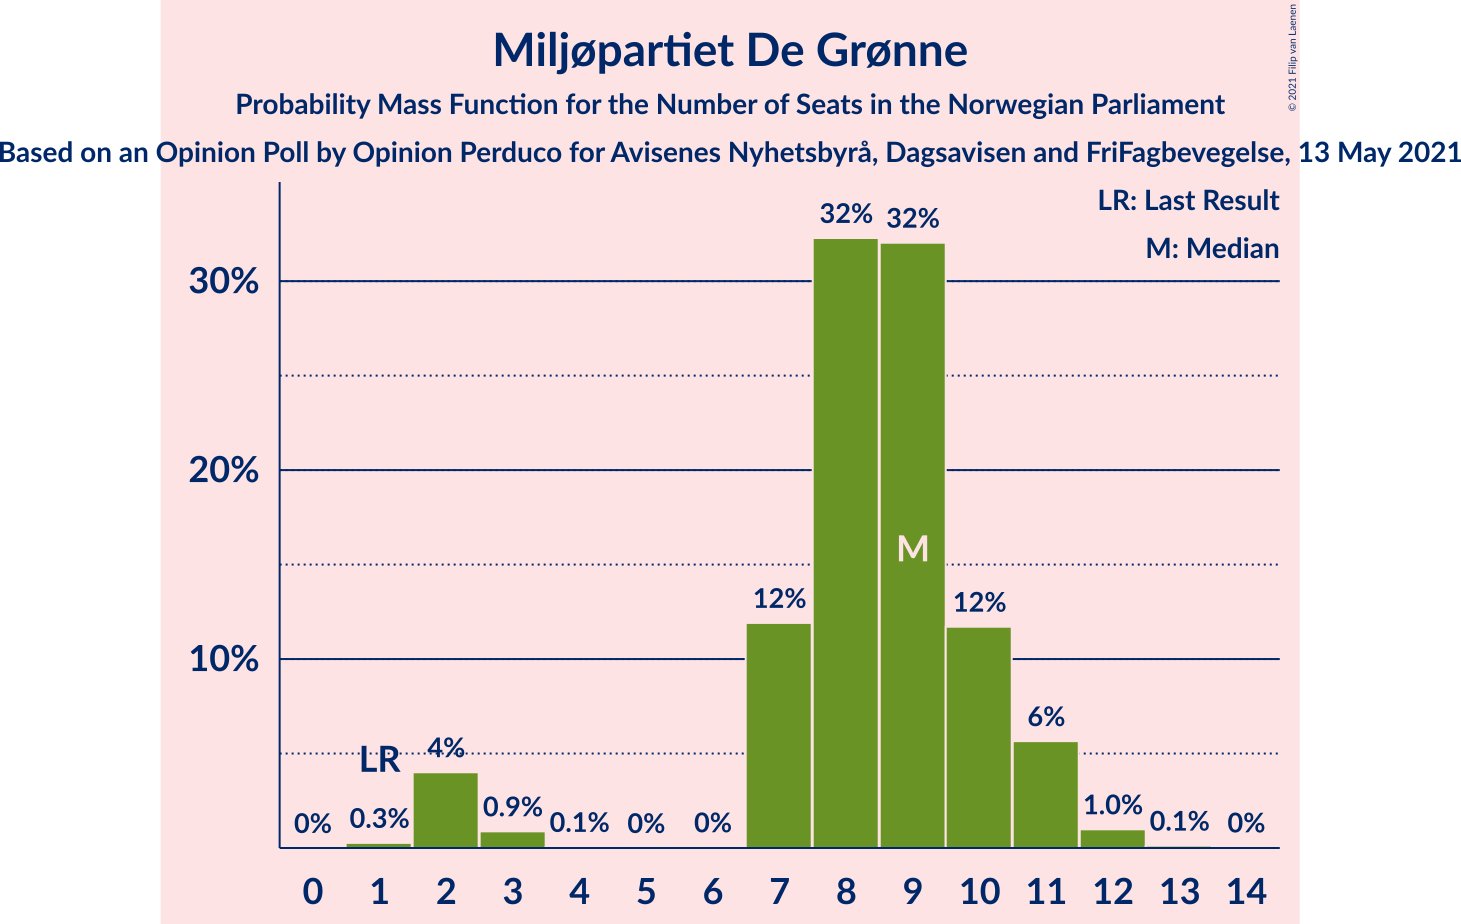 Miljøpartiet De Grønne
Probability Mass Function for the Number of Seats in the Norwegian Parliament
Based on an Opinion Poll by Opinion Perduco for Avisenes Nyhetsbyrå, Dagsavisen and FriFagbevegelse, 13 May 2021
© 2021 Filip van Laenen
LR: Last Result
M: Median
32% 32%
30%
20%
M
12% 12%
10%
6%
LR 4%
0% 0.3% 0.9% 0.1% 0% 0% 1.0% 0.1% 0%
0 1 2 3 4 5 6 7 8 9 10 11 12 13 14